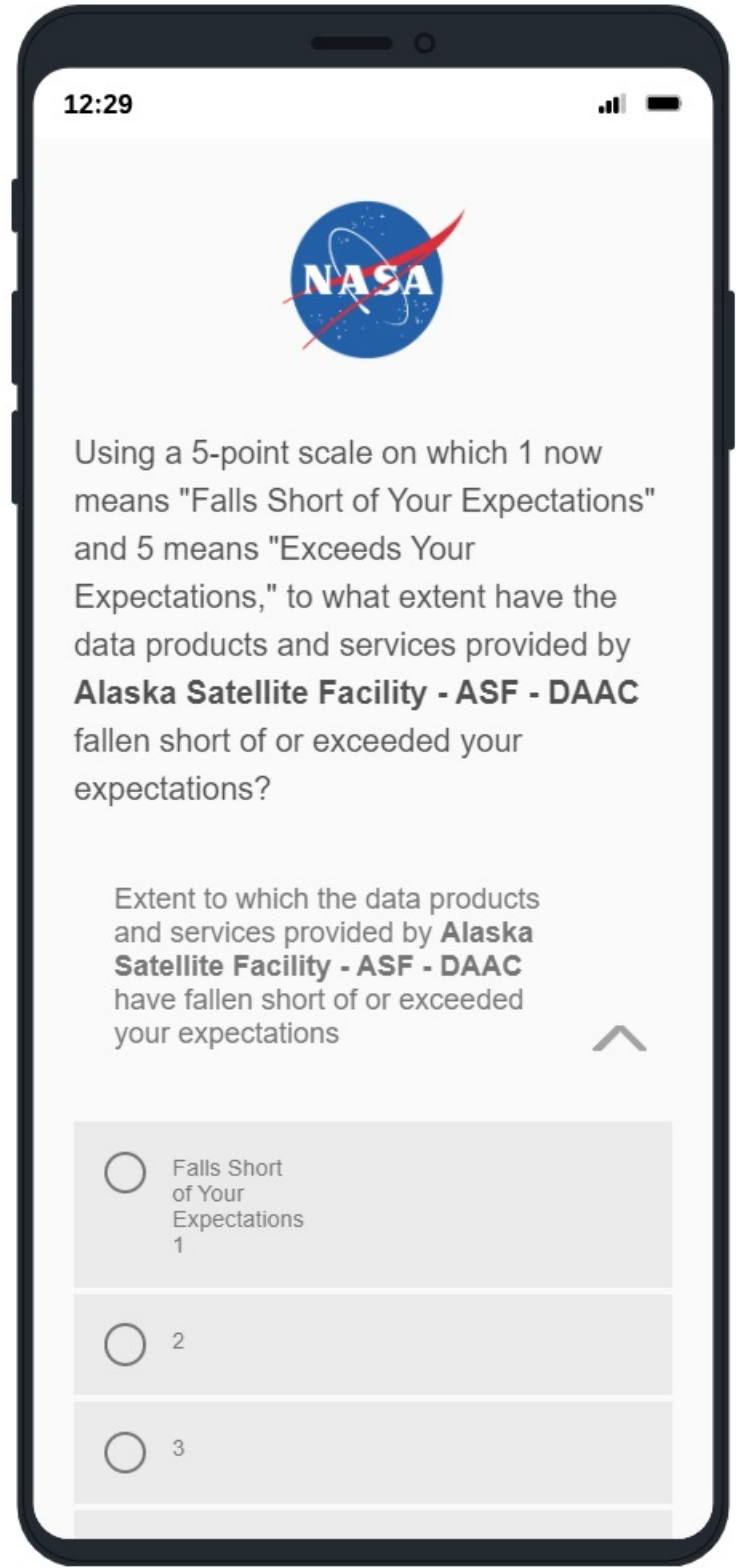 12:29
NASA
Using a 5-point scale on which 1 now
means "Falls Short of Your Expectations"
and 5 means "Exceeds Your
Expectations," to what extent have the
data products and services provided by
Alaska Satellite Facility - ASF - DAAC
fallen short of or exceeded your
expectations?
Extent to which the data products
and services provided by Alaska
Satellite Facility - ASF - DAAC
have fallen short of or exceeded
your expectations
Falls Short
of Your
Expectations
1
2
3